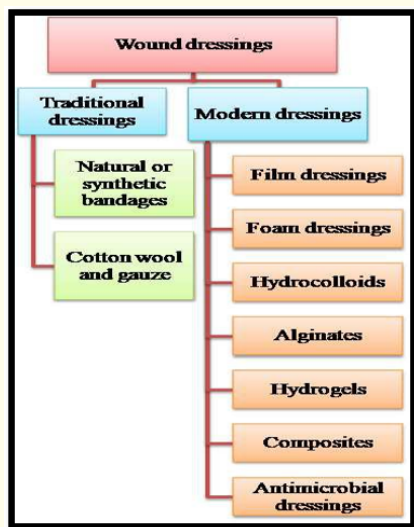 Wound dressings
Traditional
dressings
Modern dressings
Natural or
synthetic
bandages
Cotton wool
and gauze
Film dressings
Foam dressings
Hydrocolloids
Alginates
Hydrogels
Composites
Antimicrobial
dressings